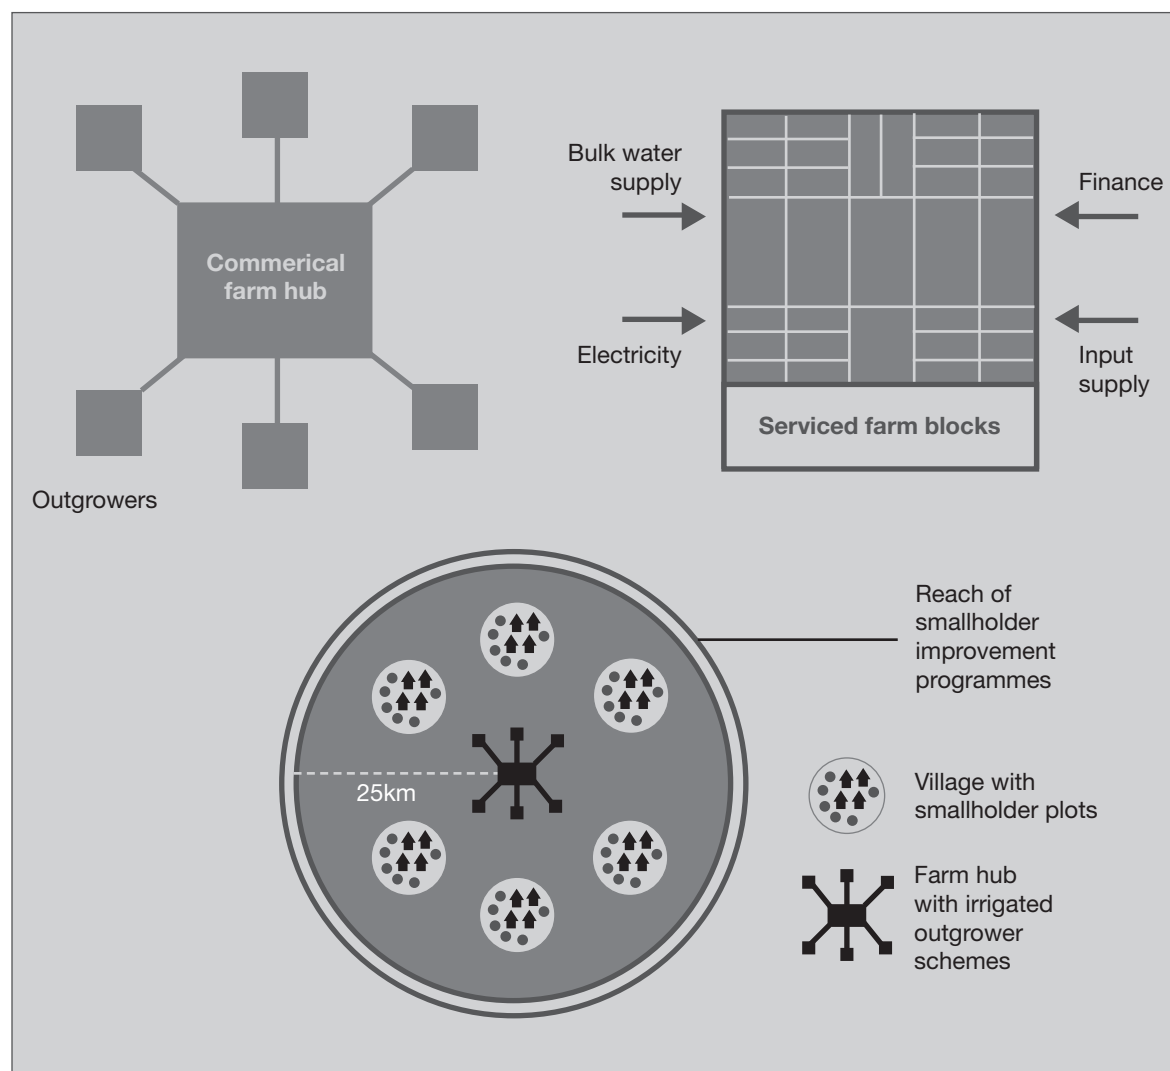 Commerical
farm hub
Outgrowers
Bulk water
supply
Electricity
Finance
Input
supply
Serviced farm blocks
Reach of
smallholder
improvement
programmes
25km
Village with
smallholder plots
Farm hub
with irrigated
outgrower
schemes